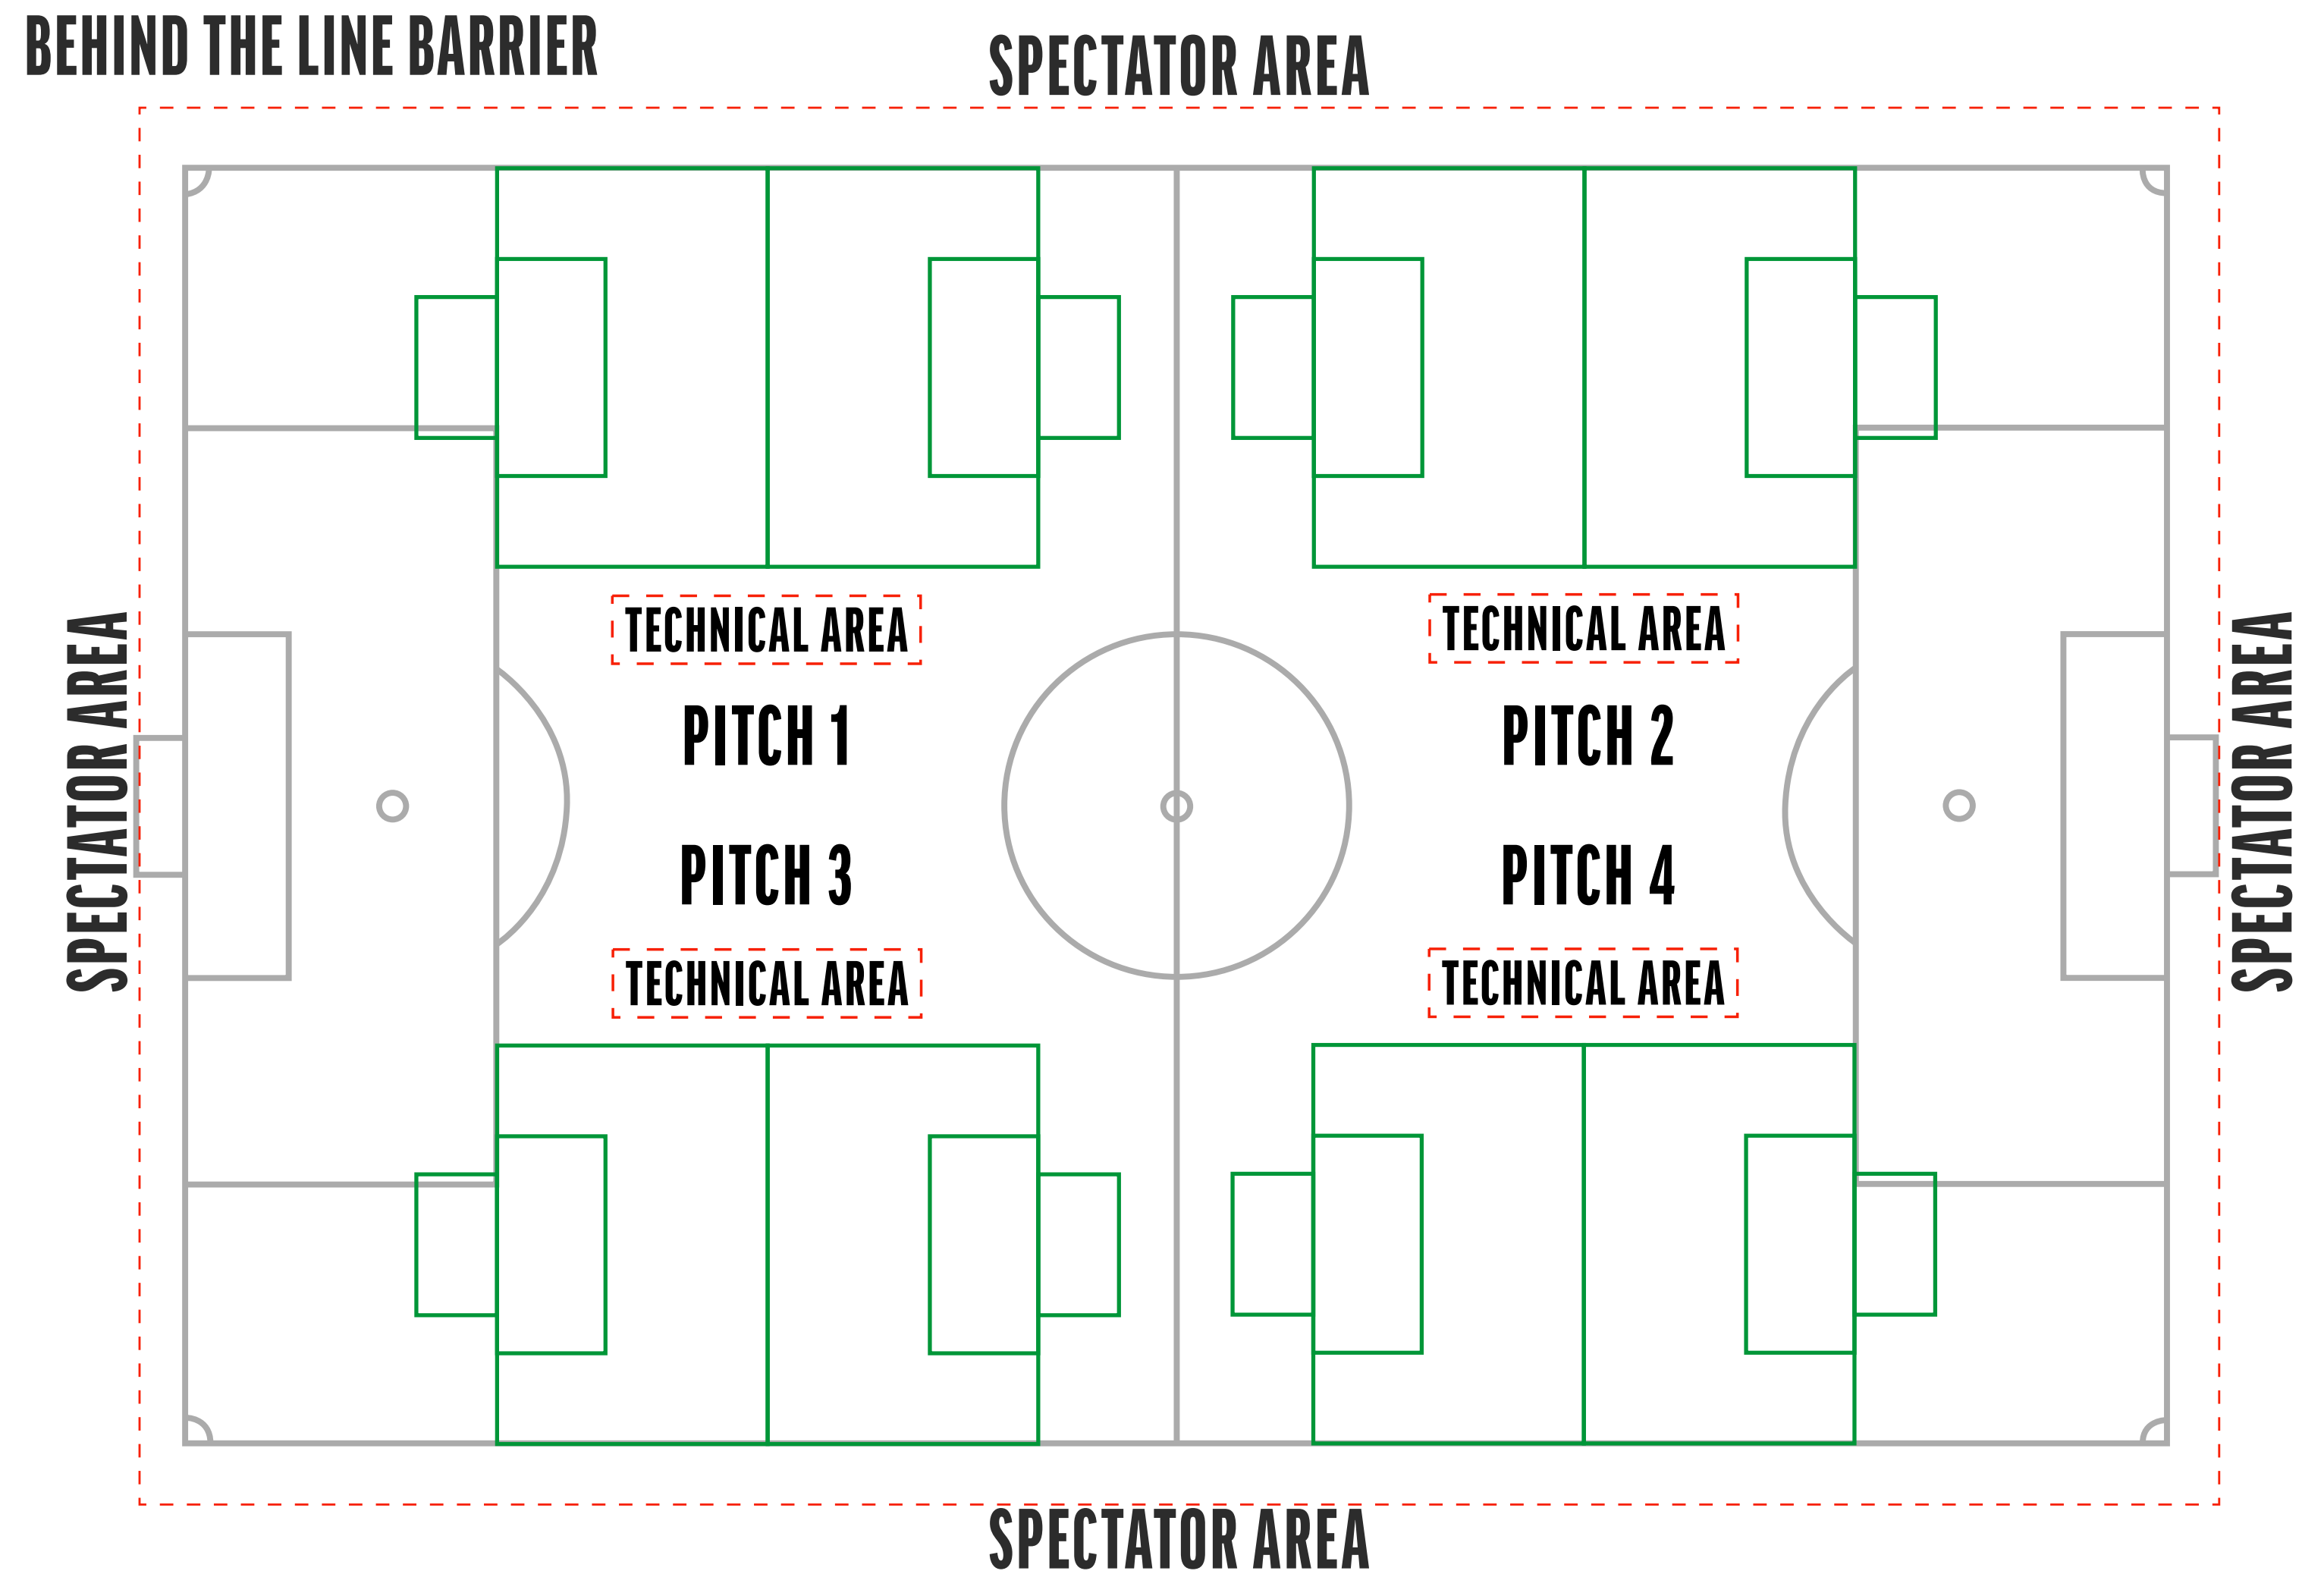 BEHIND THE LINE BARRIER
SPECTATOR AREA
TECHNICAL AREA
TECHNICAL AREA
SPECTATOR AREA
SPECTATOR AREA
PITCH 1
PITCH 2
PITCH 3
PITCH 4
TECHNICAL AREA
TECHNICAL AREA
SPECTATOR AREA